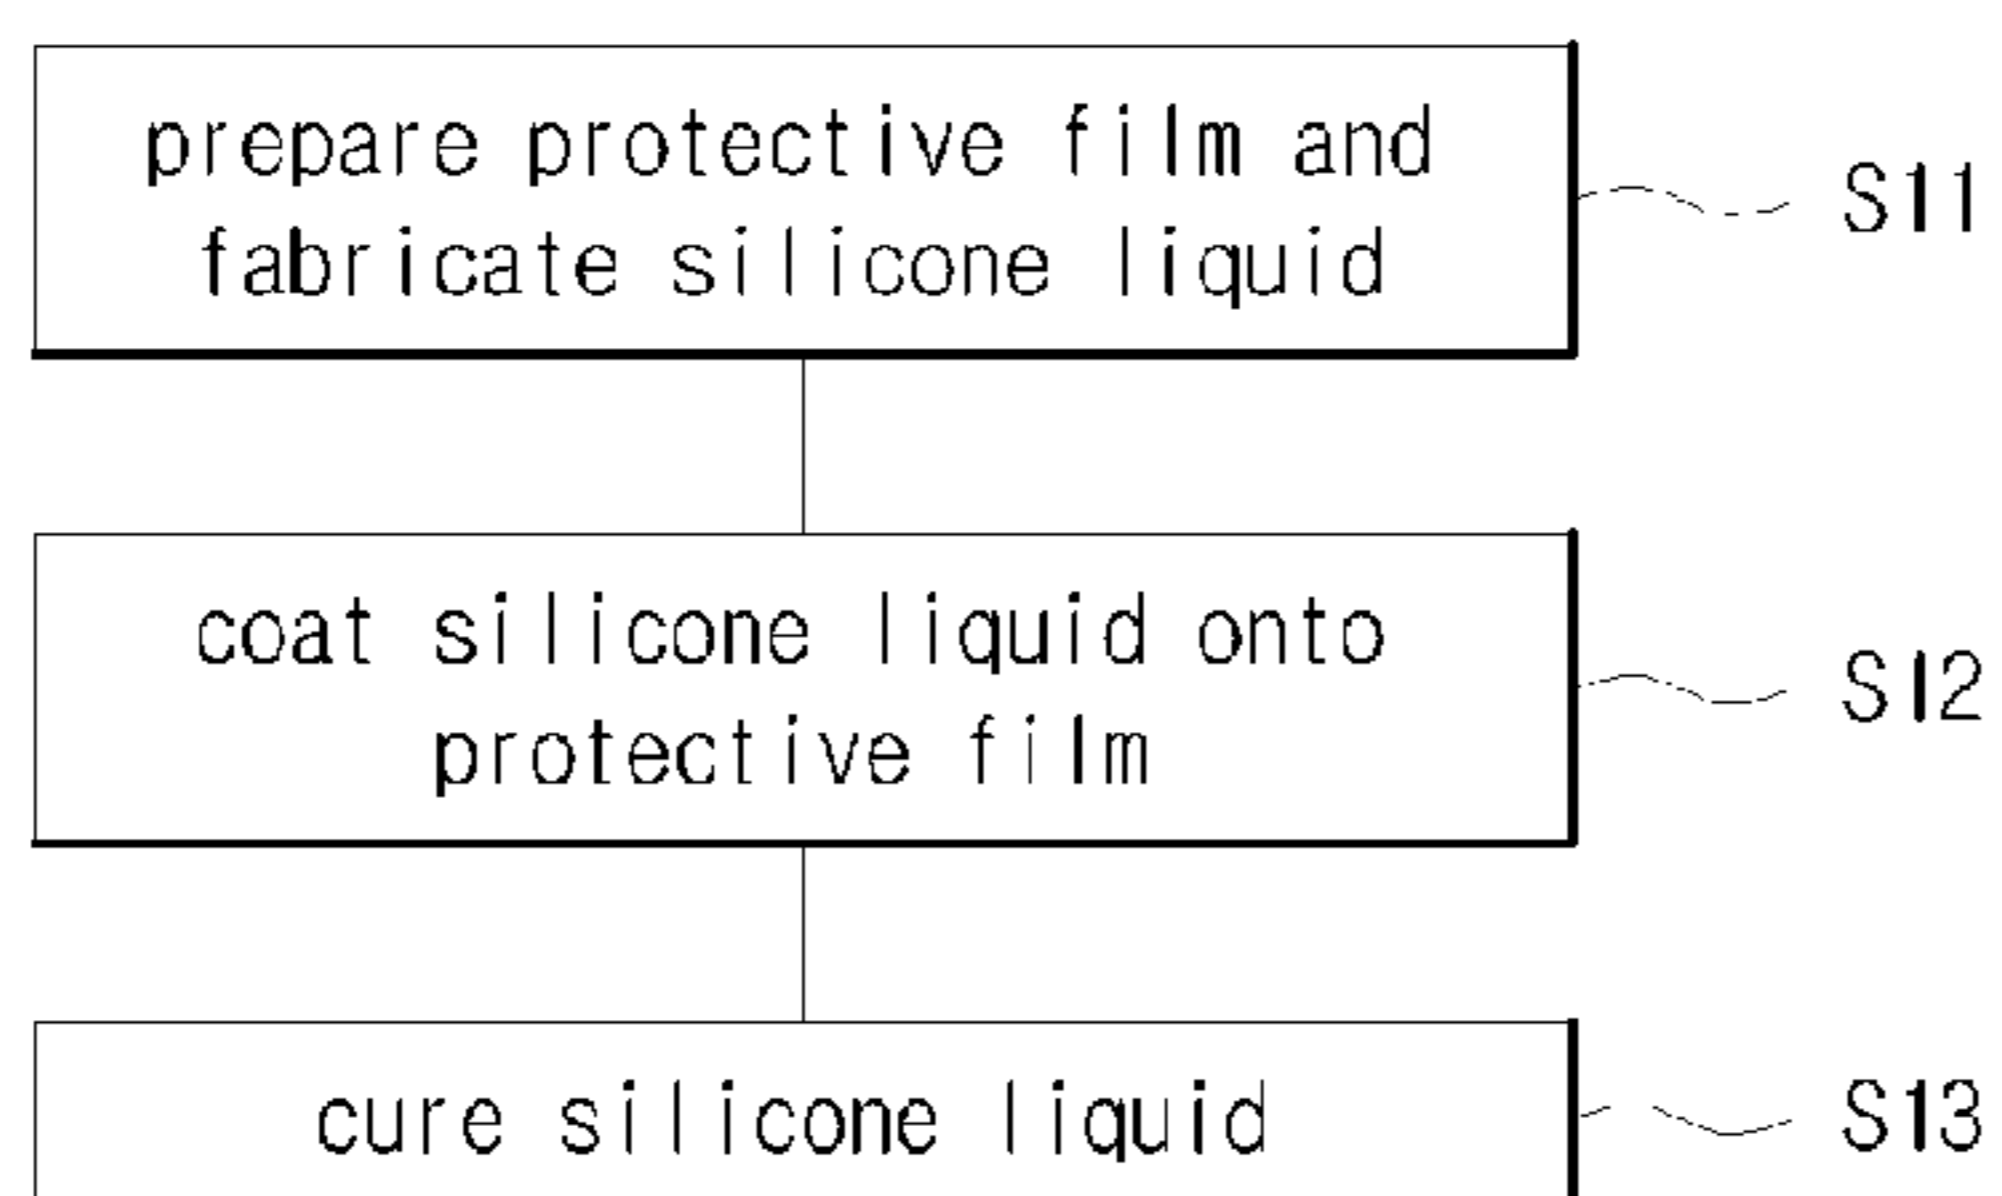 prepare protective film and
fabricate silicone liquid
S11
coat silicone liquid onto
protective film
S12
cure silicone liquid
S13